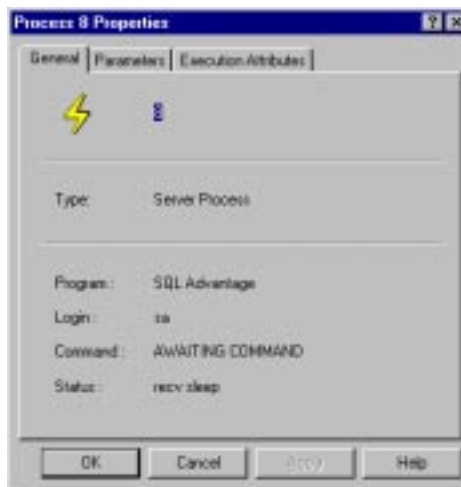 Process 8 Properties
General Parameters Execution Attributes
8
Type: Server Process
Program: SQL Advantage
Login: sa
Command: AWAITING COMMAND
Status: recv sleep
OK Cancel Apply Help